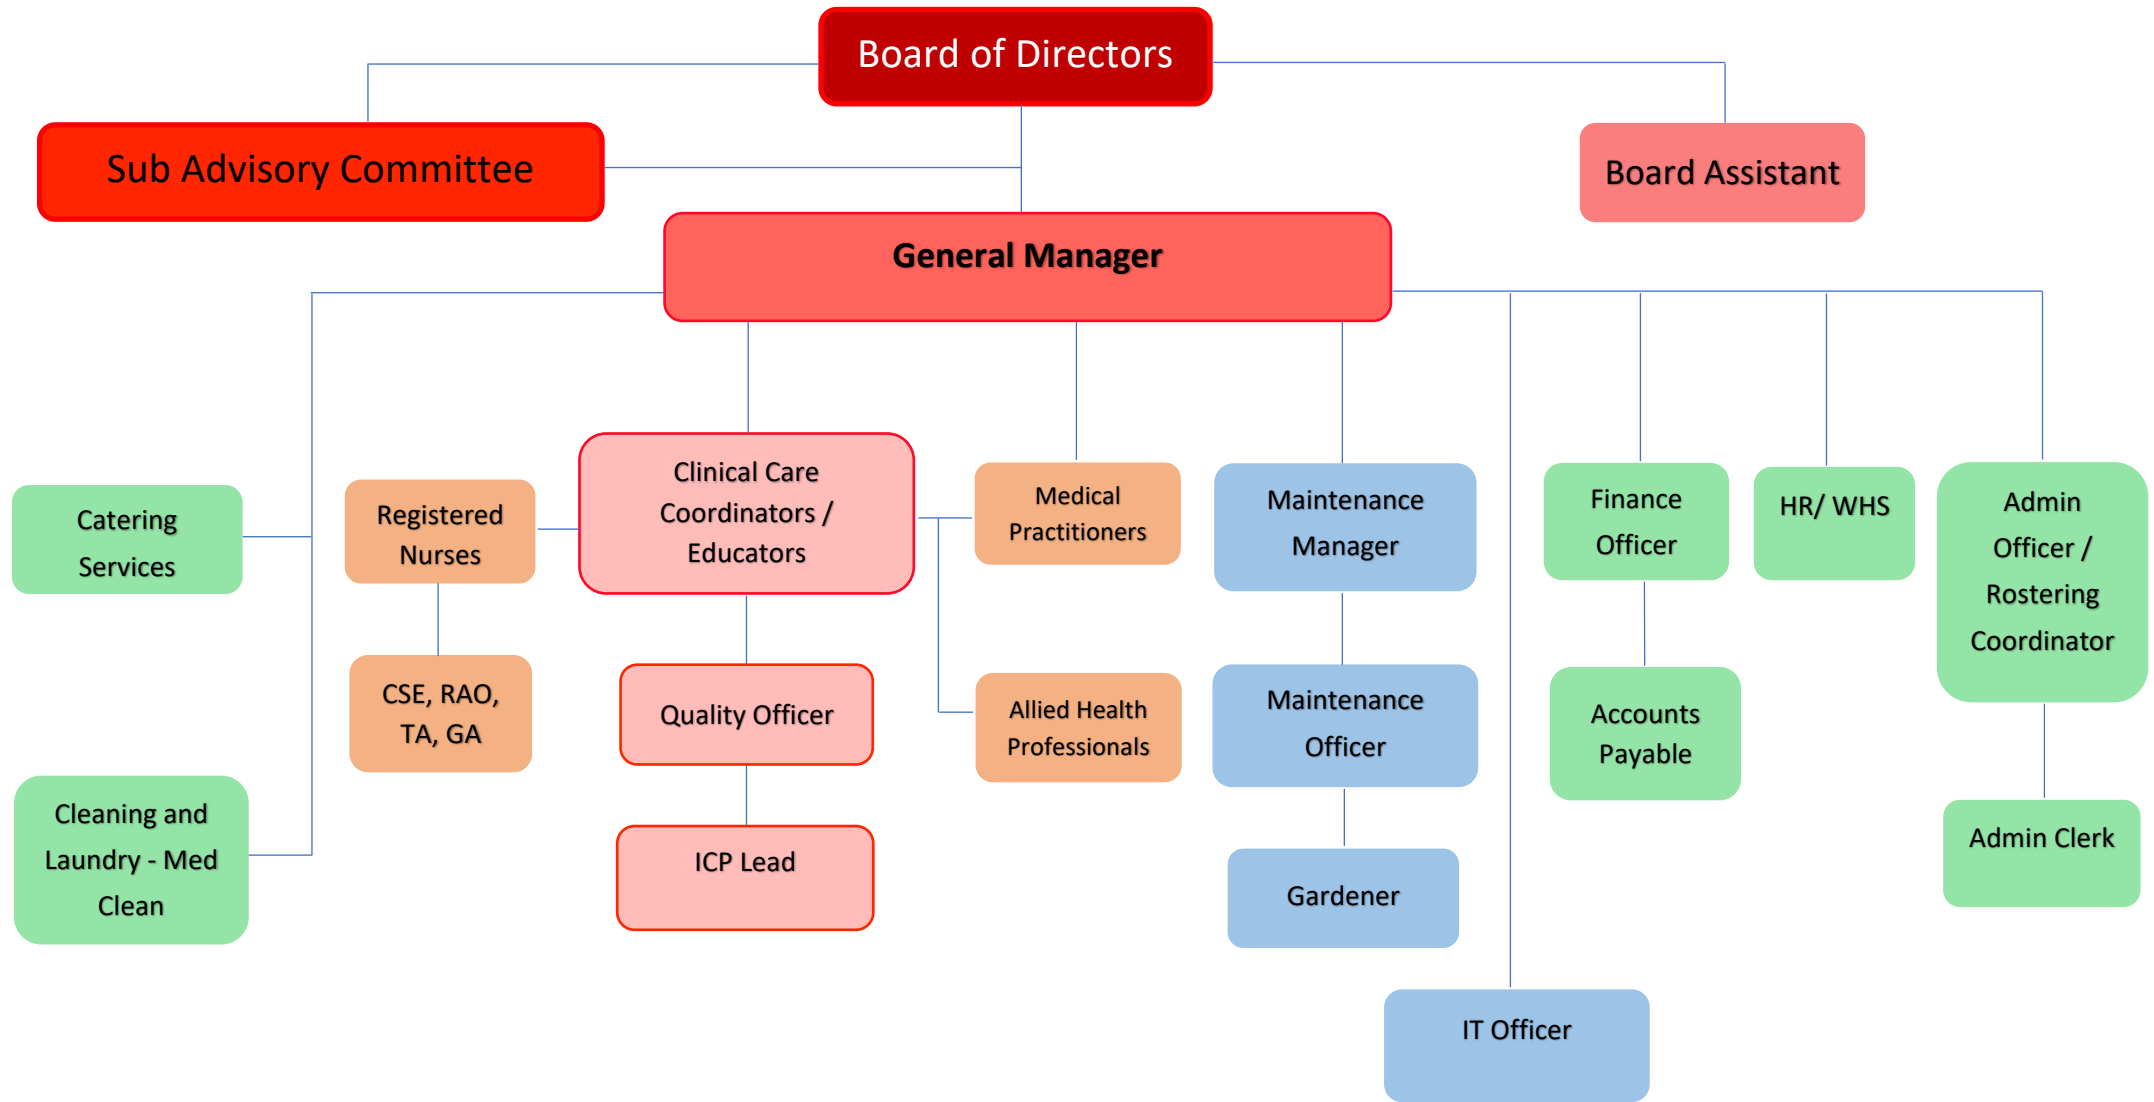 Board of Directors
Sub Advisory Committee
Board Assistant
General Manager
Catering
Services
Registered
Nurses
Clinical Care
Coordinators /
Educators
Medical
Practitioners
Maintenance
Manager
Finance
Officer
HR/ WHS
Admin
Officer /
Rostering
Coordinator
CSE, RAO,
TA, GA
Quality Officer
Allied Health
Professionals
Maintenance
Officer
Accounts
Payable
Cleaning and
Laundry - Med
Clean
ICP Lead
Gardener
Admin Clerk
IT Officer